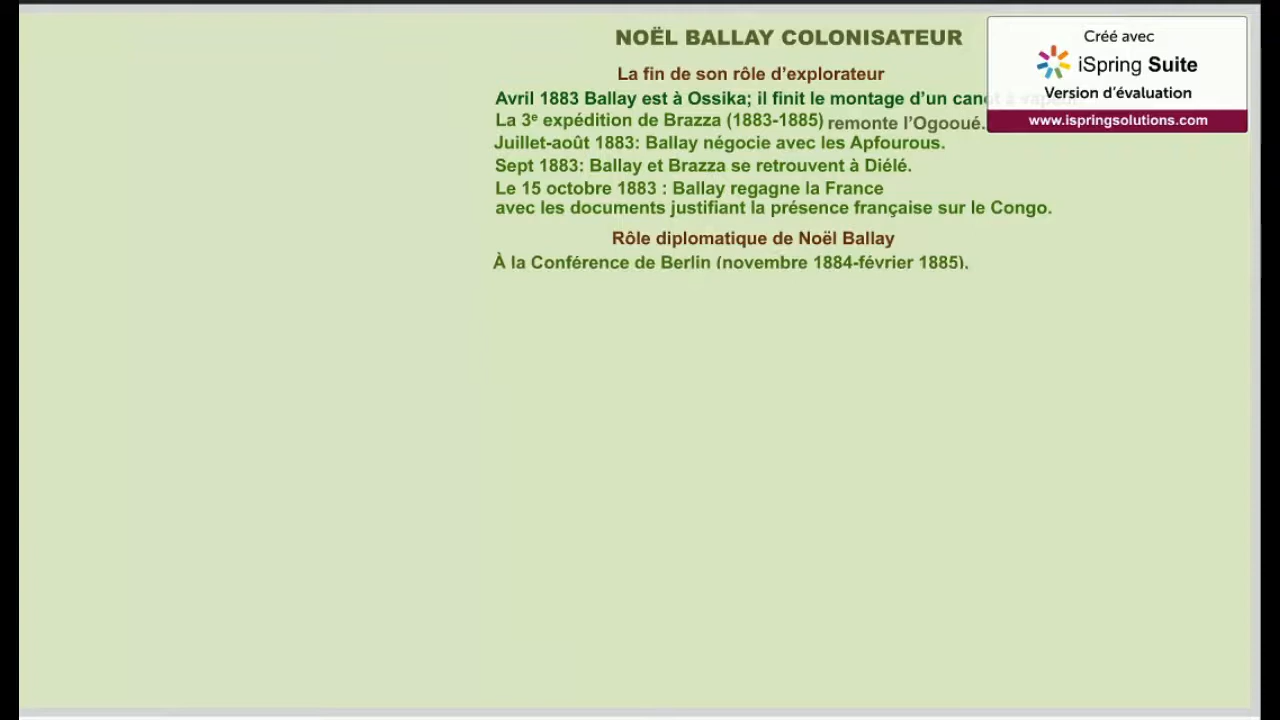 NOËL BALLAY COLONISATEUR
La fin de son rôle d'explorateur
Avril 1883 Ballay est à Ossika; il finit le montage d'un canot à vapeur
La 3e expédition de Brazza (1883-1885) remonte l'Ogooué.
Juillet-août 1883: Ballay négocie avec les Apfourous.
Sept 1883: Ballay et Brazza se retrouvent à Diélé.
Le 15 octobre 1883 : Ballay regagne la France
avec les documents justifiant la présence française sur le Congo.
Rôle diplomatique de Noël Ballay
À la Conférence de Berlin (novembre 1884-février 1885).
Créé avec
iSpring Suite
Version d'évaluation
www.ispringsolutions.com